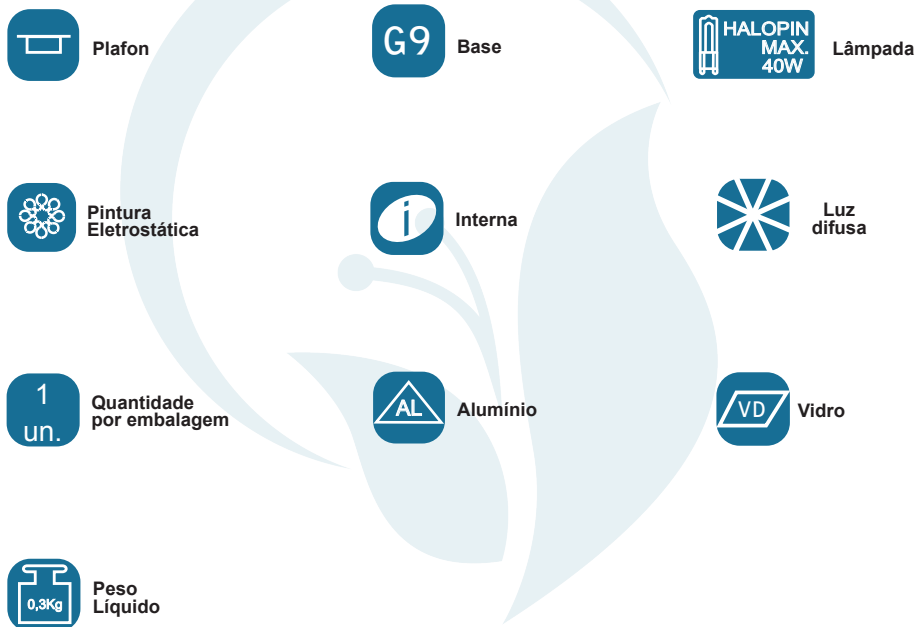 Plafon
G9
Base
HALOPIN
MAX.
40W
Lâmpada
Pintura
Eletrostática
i
Interna
Luz
difusa
1
un.
Quantidade
por embalagem
AL
Alumínio
VD
Vidro
0,3Kg
Peso
Líquido